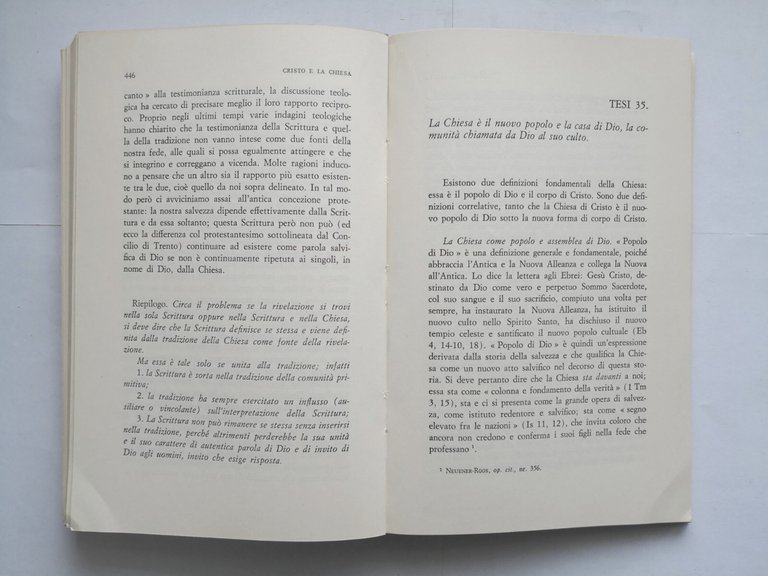 446
CRISTO E LA CHIESA
canto » alla testimonianza scritturale, la discussione teolo-
gica ha cercato di precisare meglio il loro rapporto recipro-
co. Proprio negli ultimi tempi varie indagini teologiche
hanno chiarito che la testimonianza della Scrittura e quel-
la della tradizione non vanno intese come due fonti della
nostra fede, alle quali si possa egualmente attingere e che
si integrino e correggano a vicenda. Molte ragioni inducon-
o a pensare che un altro sia il rapporto più esatto esisten-
te tra le due, cioè quello da noi sopra delineato. In tal mo-
do però ci avviciniamo assai all'antica concezione prote-
stante: la nostra salvezza dipende effettivamente dalla Scrit-
tura e da essa soltanto; questa Scrittura però non può (ed
ecco la differenza col protestantesimo sottolineata dal Con-
cilio di Trento) continuare ad esistere come parola salvi-
fica di Dio se non è continuamente ripetuta ai singoli, in
nome di Dio, dalla Chiesa.
Riepilogo. Circa il problema se la rivelazione si trovi
nella sola Scrittura oppure nella Scrittura e nella Chiesa,
si deve dire che la Scrittura definisce se stessa e viene defi-
nita dalla tradizione della Chiesa come fonte della rivela-
zione.
Ma essa è tale solo se unita alla tradizione; infatti
1. la Scrittura è sorta nella tradizione della comunità pri-
mitiva;
2. la tradizione ha sempre esercitato un influsso (au-
siliare o vincolante) sull'interpretazione della Scrittura;
3. la Scrittura non può rimanere se stessa senza inserirsi
nella tradizione, perché altrimenti perderebbe la sua unità
e il suo carattere di autentica parola di Dio e di invito di
Dio agli uomini, invito che esige risposta.
TESI 35.
La Chiesa è il nuovo popolo e la casa di Dio, la co-
munità chiamata da Dio al suo culto.
Esistono due definizioni fondamentali della Chiesa:
essa è il popolo di Dio e il corpo di Cristo. Sono due defi-
nizioni correlative, tanto che la Chiesa di Cristo è il nuo-
vo popolo di Dio sotto la nuova forma di corpo di Cristo.
La Chiesa come popolo e assemblea di Dio. « Popolo
di Dio » è una definizione generale e fondamentale, poiché
abbraccia l'Antica e la Nuova Alleanza e collega la Nuova
all'Antica. Lo dice la lettera agli Ebrei: Gesù Cristo, de-
stinato da Dio come vero e perpetuo Sommo Sacerdote,
col suo sangue e il suo sacrificio, compiuto una volta per
sempre, ha instaurato la Nuova Alleanza, ha istituito il
nuovo culto nello Spirito Santo, ha dischiuso il nuovo
tempio celeste e santificato il nuovo popolo cultuale (Eb
4, 14-10, 18). « Popolo di Dio » è quindi un'espressione
derivata dalla storia della salvezza e che qualifica la Chie-
sa come un nuovo atto salvifico nel decorso di questa sto-
ria. Si deve pertanto dire che la Chiesa sta davanti a noi;
essa sta come « colonna e fondamento della verità » (1 Tm
3, 15), sta e ci si presenta come la grande opera di salvez-
za, come istituto redentore e salvifico; sta come « segno
elevato fra le nazioni » (Is 11, 12), che invita coloro che
ancora non credono e conferma i suoi figli nella fede che
professano ¹.
¹ NEUENER-ROOS, op. cit., nr. 356.